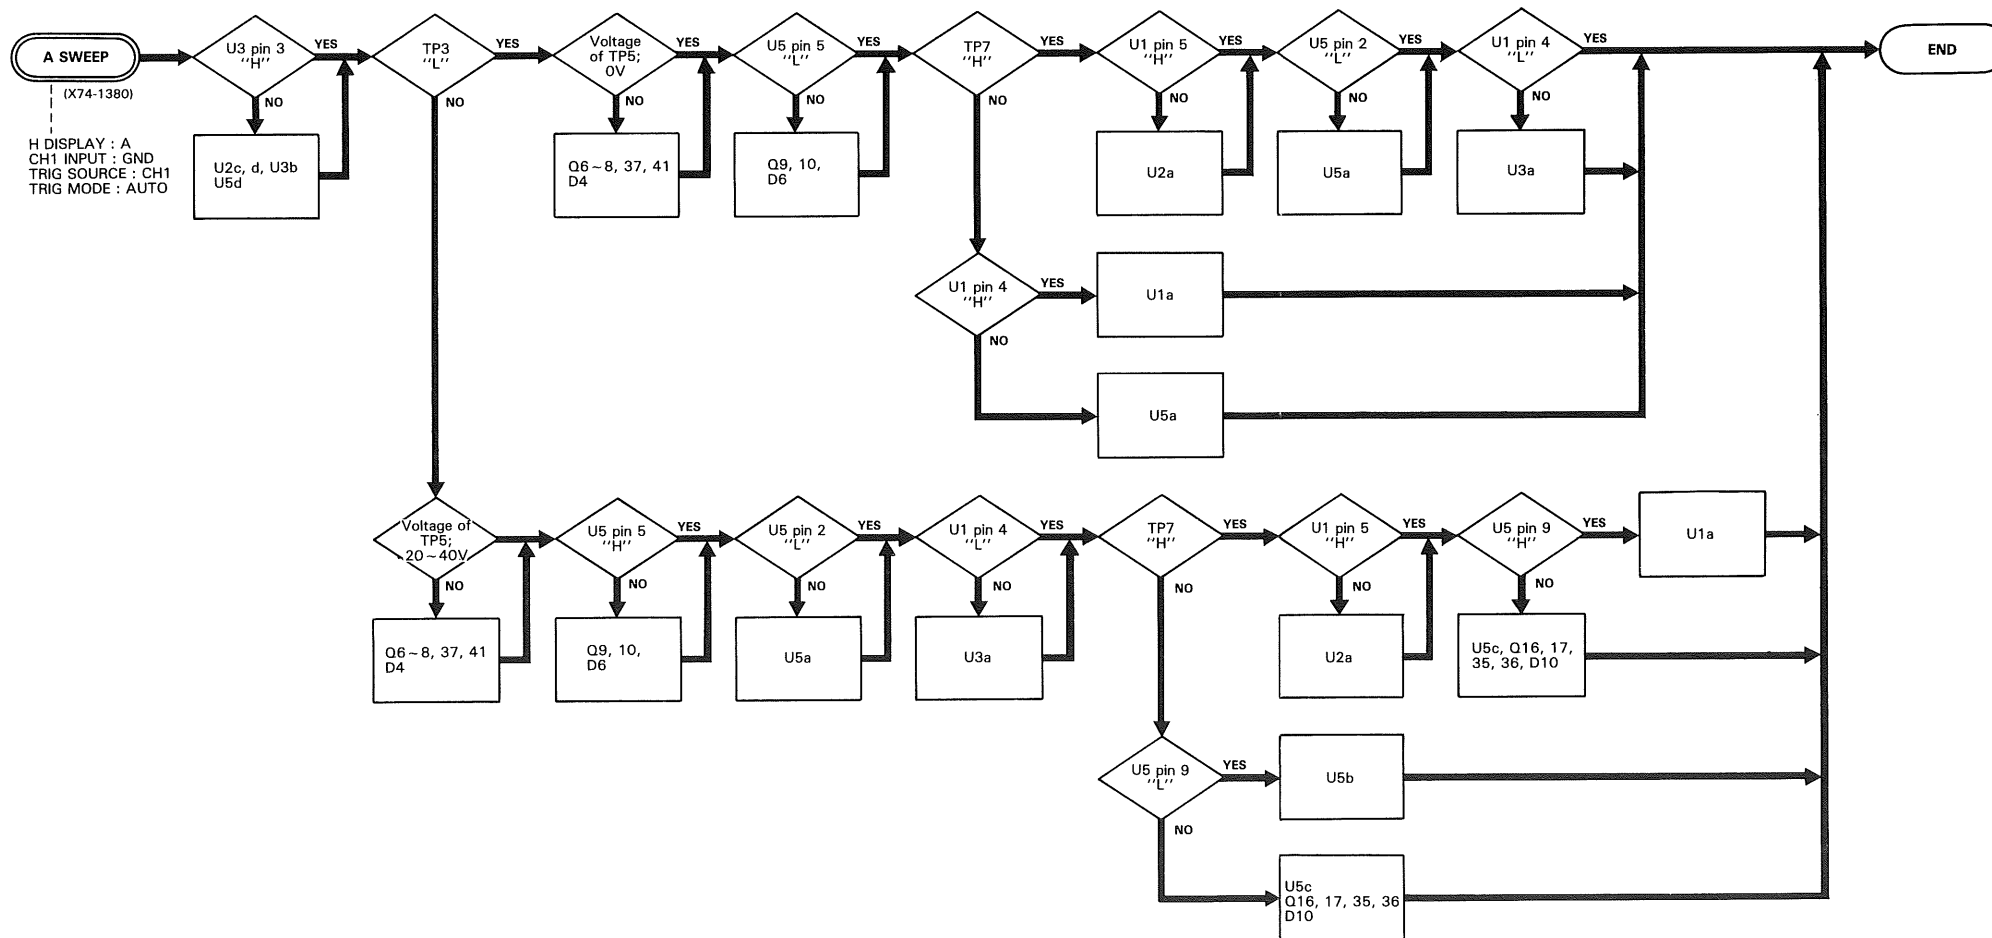 A SWEEP
(X74-1380)
H DISPLAY : A
CH1 INPUT : GND
TRIG SOURCE : CH1
TRIG MODE : AUTO
U3 pin 3
"H"
YES
NO
U2c, d, U3b
U5d
TP3
"L"
YES
NO
Voltage
of TP5;
0V
YES
NO
Q6~8, 37, 41
D4
U5 pin 5
"L"
YES
NO
Q9, 10,
D6
TP7
"H"
YES
NO
U1 pin 5
"H"
YES
NO
U2a
U5 pin 2
"L"
YES
NO
U5a
U1 pin 4
"L"
YES
NO
U3a
END
U1 pin 4
"H"
YES
NO
U1a
U5a
Voltage of
TP5;
20~40V
NO
Q6~8, 37, 41
D4
U5 pin 5
"H"
YES
NO
Q9, 10,
D6
U5 pin 2
"L"
YES
NO
U5a
U1 pin 4
"L"
YES
NO
U3a
TP7
"H"
YES
NO
U1 pin 5
"H"
YES
NO
U2a
U5 pin 9
"H"
YES
NO
U5c, Q16, 17,
35, 36, D10
U1a
U5 pin 9
"L"
YES
NO
U5b
U5c
Q16, 17, 35, 36
D10